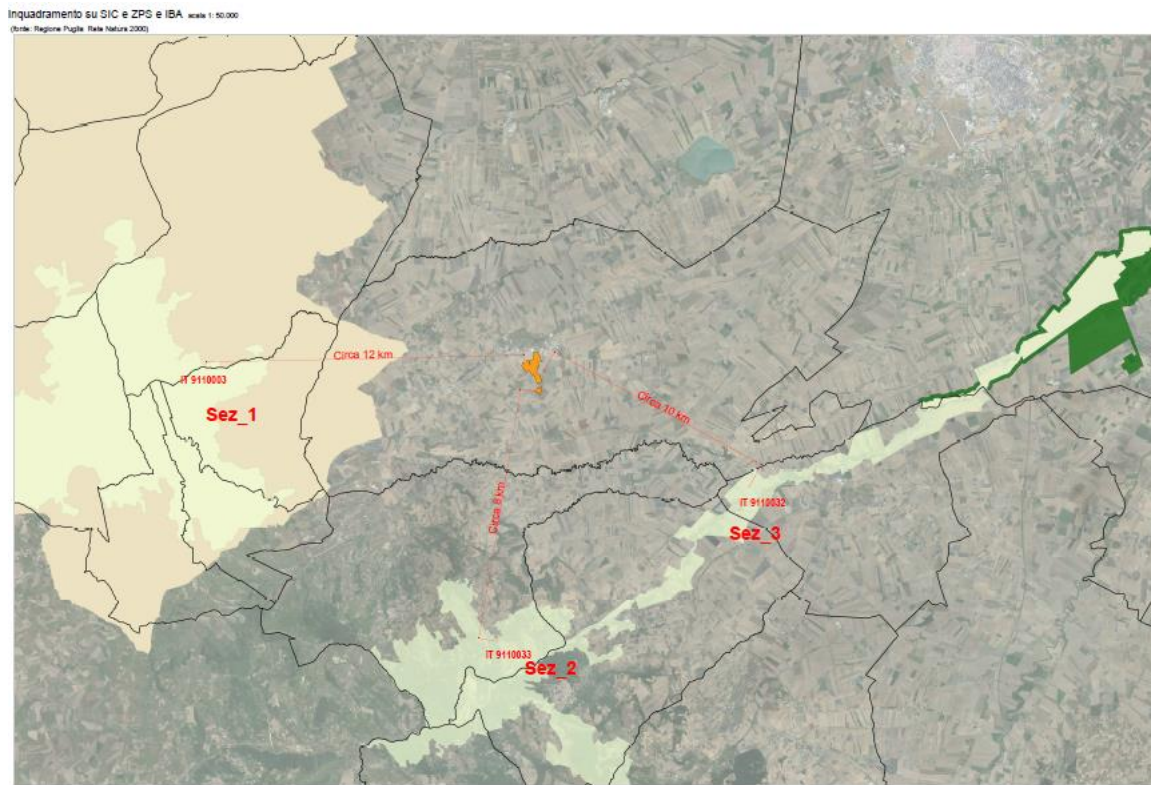 Inquadramento su SIC e ZPS e IBA scala 1: 50.000
(fonte: Regione Puglia Rete Natura 2000)
Circa 12 km
IT 9110003
Sez_1
Circa 10 km
Circa 8 km
IT 9110032
Sez_3
IT 9110033
Sez_2